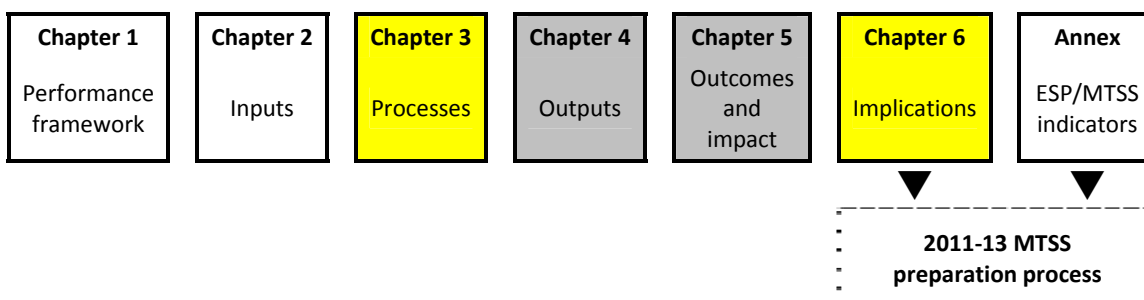 Chapter 1
Performance
framework
Chapter 2
Inputs
Chapter 3
Processes
Chapter 4
Outputs
Chapter 5
Outcomes
and
impact
Chapter 6
Implications
Annex
ESP/MTSS
indicators
2011-13 MTSS
preparation process